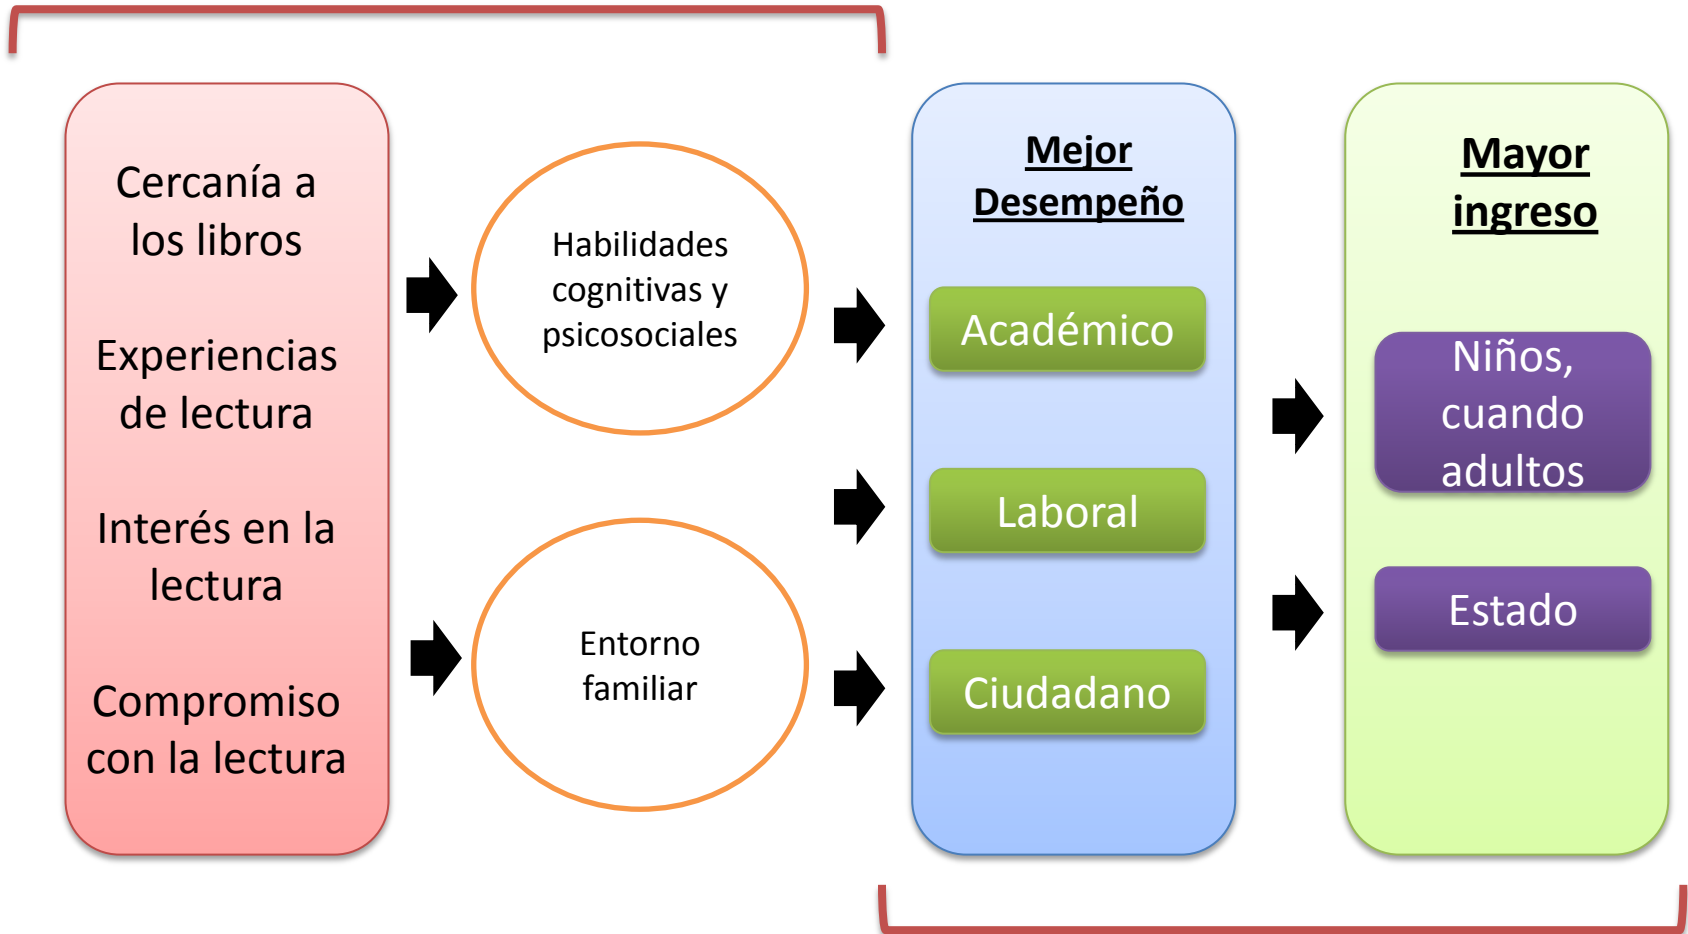 Cercanía a
los libros
Experiencias
de lectura
Interés en la
lectura
Compromiso
con la lectura
Habilidades
cognitivas y
psicosociales
Entorno
familiar
Mejor
Desempeño
Académico
Laboral
Ciudadano
Mayor
ingreso
Niños,
cuando
adultos
Estado